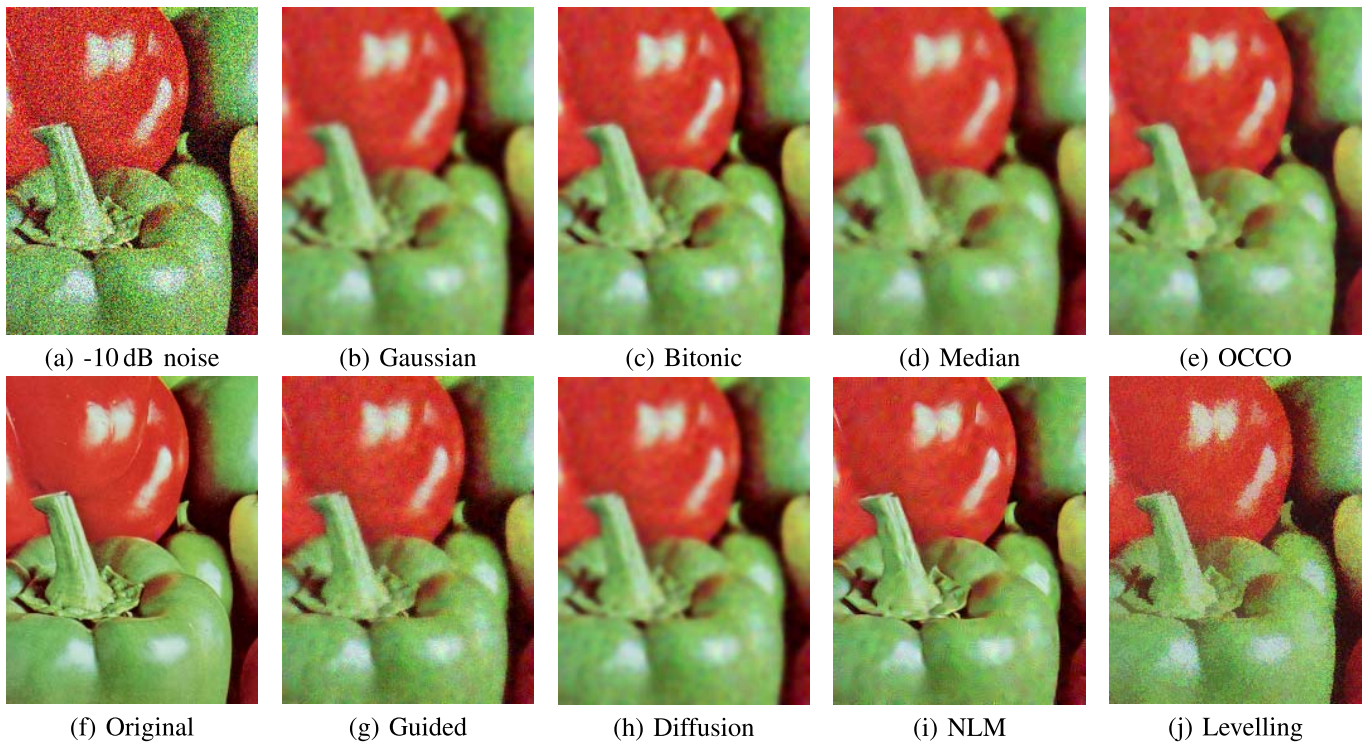 (a) -10 dB noise
(b) Gaussian
(c) Bitonic
(d) Median
(e) OCCO
(f) Original
(g) Guided
(h) Diffusion
(i) NLM
(j) Levelling